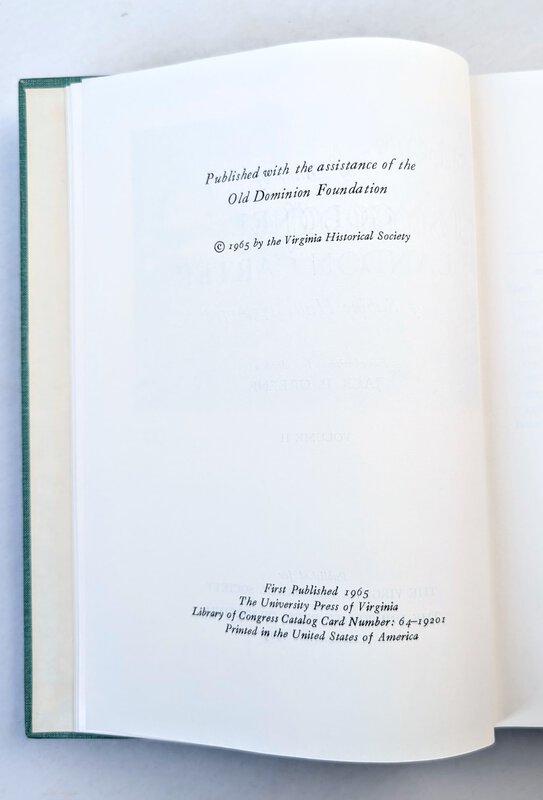 Published with the assistance of the
Old Dominion Foundation
© 1965 by the Virginia Historical Society
First Published 1965
The University Press of Virginia
Library of Congress Catalog Card Number: 64–19201
Printed in the United States of America